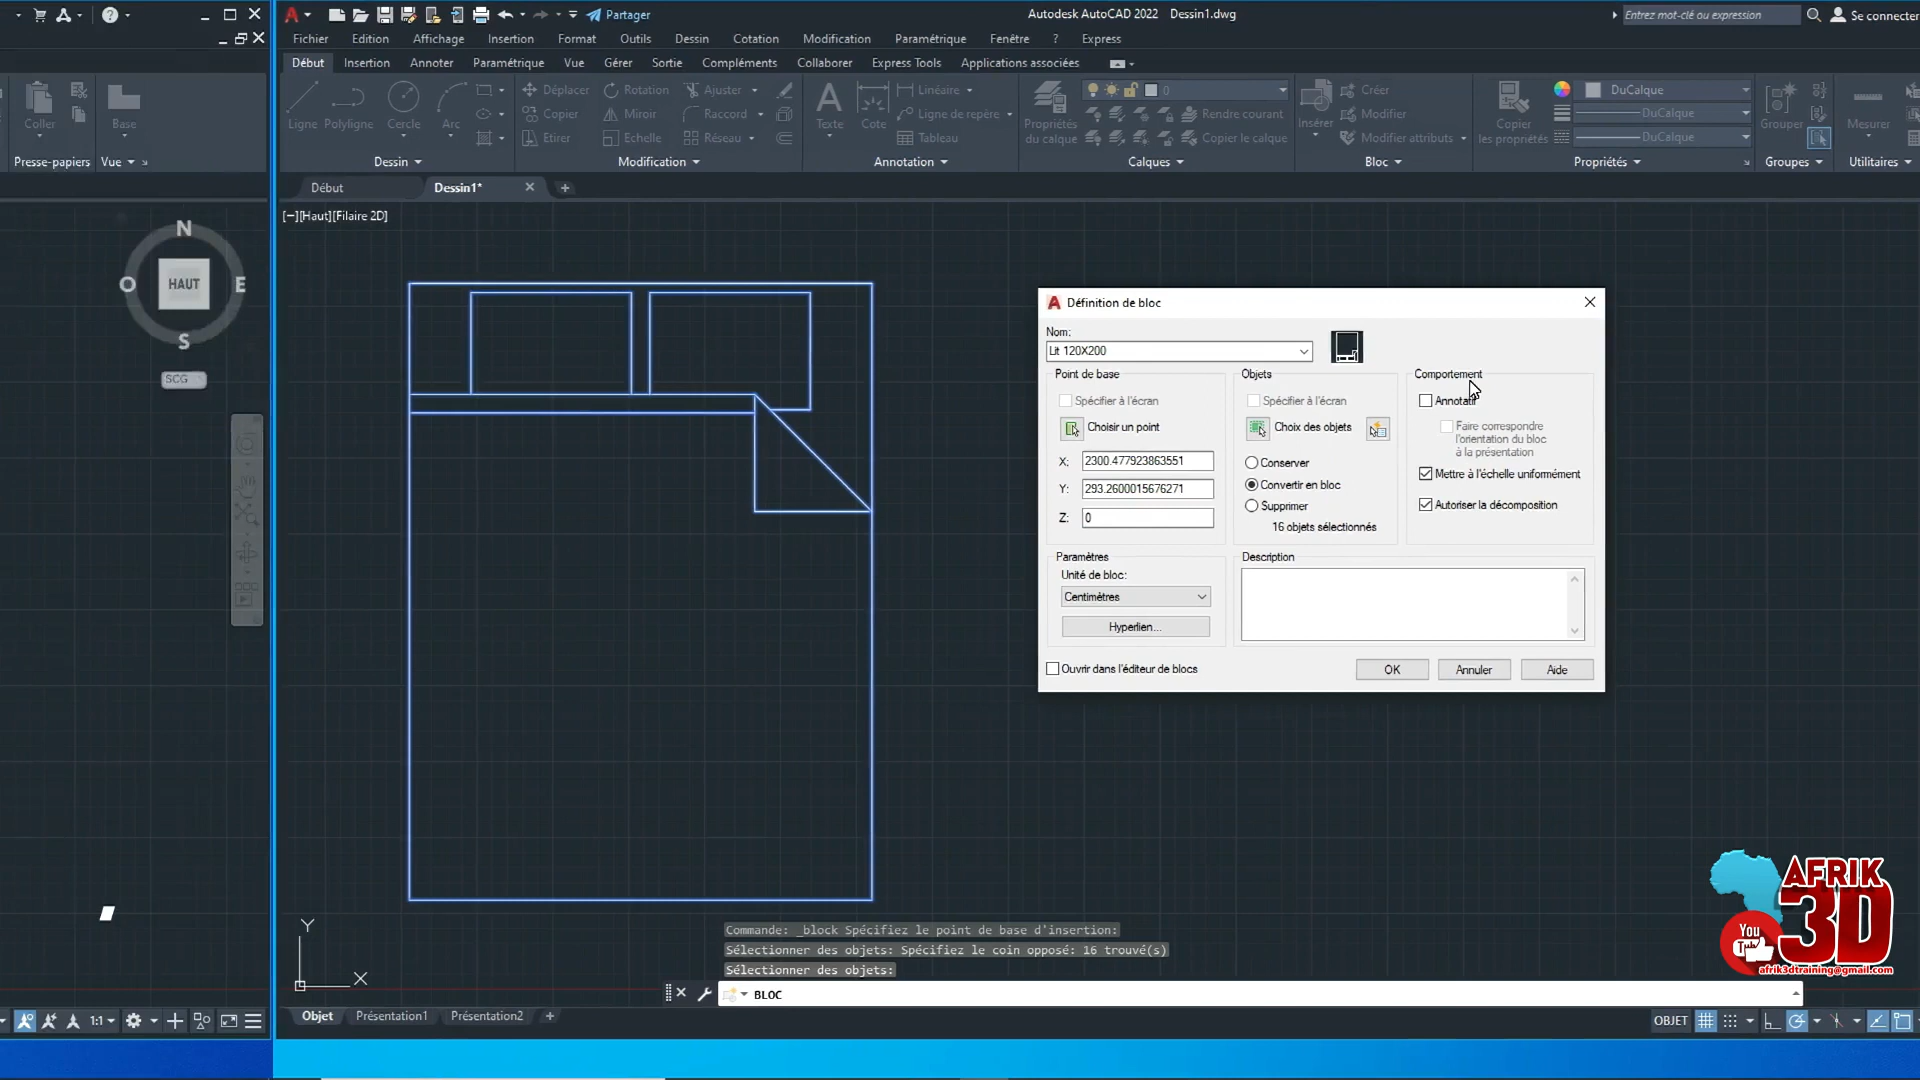 Partager
Autodesk AutoCAD 2022 Dessin1.dwg
Entrez mot-clé ou expression
Se connecter
Fichier Edition Affichage Insertion Format Outils Dessin Cotation Modification Paramétrique Fenêtre ? Express
Début Insertion Annoter Paramétrique Vue Gérer Sortie Compléments Collaborer Express Tools Applications associées
Coller
Base
Presse-papiers
Vue
Ligne Polyligne Cercle Arc
Dessin
Déplacer Rotation Ajuster
Copier Miroir Raccord
Etirer Echelle Réseau
Modification
Texte Cote
Linéaire
Ligne de repère
Tableau
Annotation
Propriétés
du calque
0
Rendre courant
Copier le calque
Calques
Insérer
Créer
Modifier
Modifier attributs
Bloc
Copier
les propriétés
DuCalque
DuCalque
DuCalque
Propriétés
Grouper
Groupes
Mesurer
Utilitaires
Début Dessin1*
[−][Haut][Filaire 2D]
N
O HAUT E
S
SCG
Définition de bloc
Nom:
Lit 120X200
Point de base
Spécifier à l'écran
Choisir un point
X: 2300.477923863551
Y: 293.2600015676271
Z: 0
Objets
Spécifier à l'écran
Choix des objets
Conserver
Convertir en bloc
Supprimer
16 objets sélectionnés
Comportement
Annotatif
Faire correspondre
l'orientation du bloc
à la présentation
Mettre à l'échelle uniformément
Autoriser la décomposition
Paramètres
Unité de bloc:
Centimètres
Hyperlien...
Description
Ouvrir dans l'éditeur de blocs
OK Annuler Aide
Y
X
Commande: _block Spécifiez le point de base d'insertion:
Sélectionner des objets: Spécifiez le coin opposé: 16 trouvé(s)
Sélectionner des objets:
BLOC
1:1
Objet Présentation1 Présentation2
OBJET
AFRIK
3D
You
Tube
afrik3dtraining@gmail.com